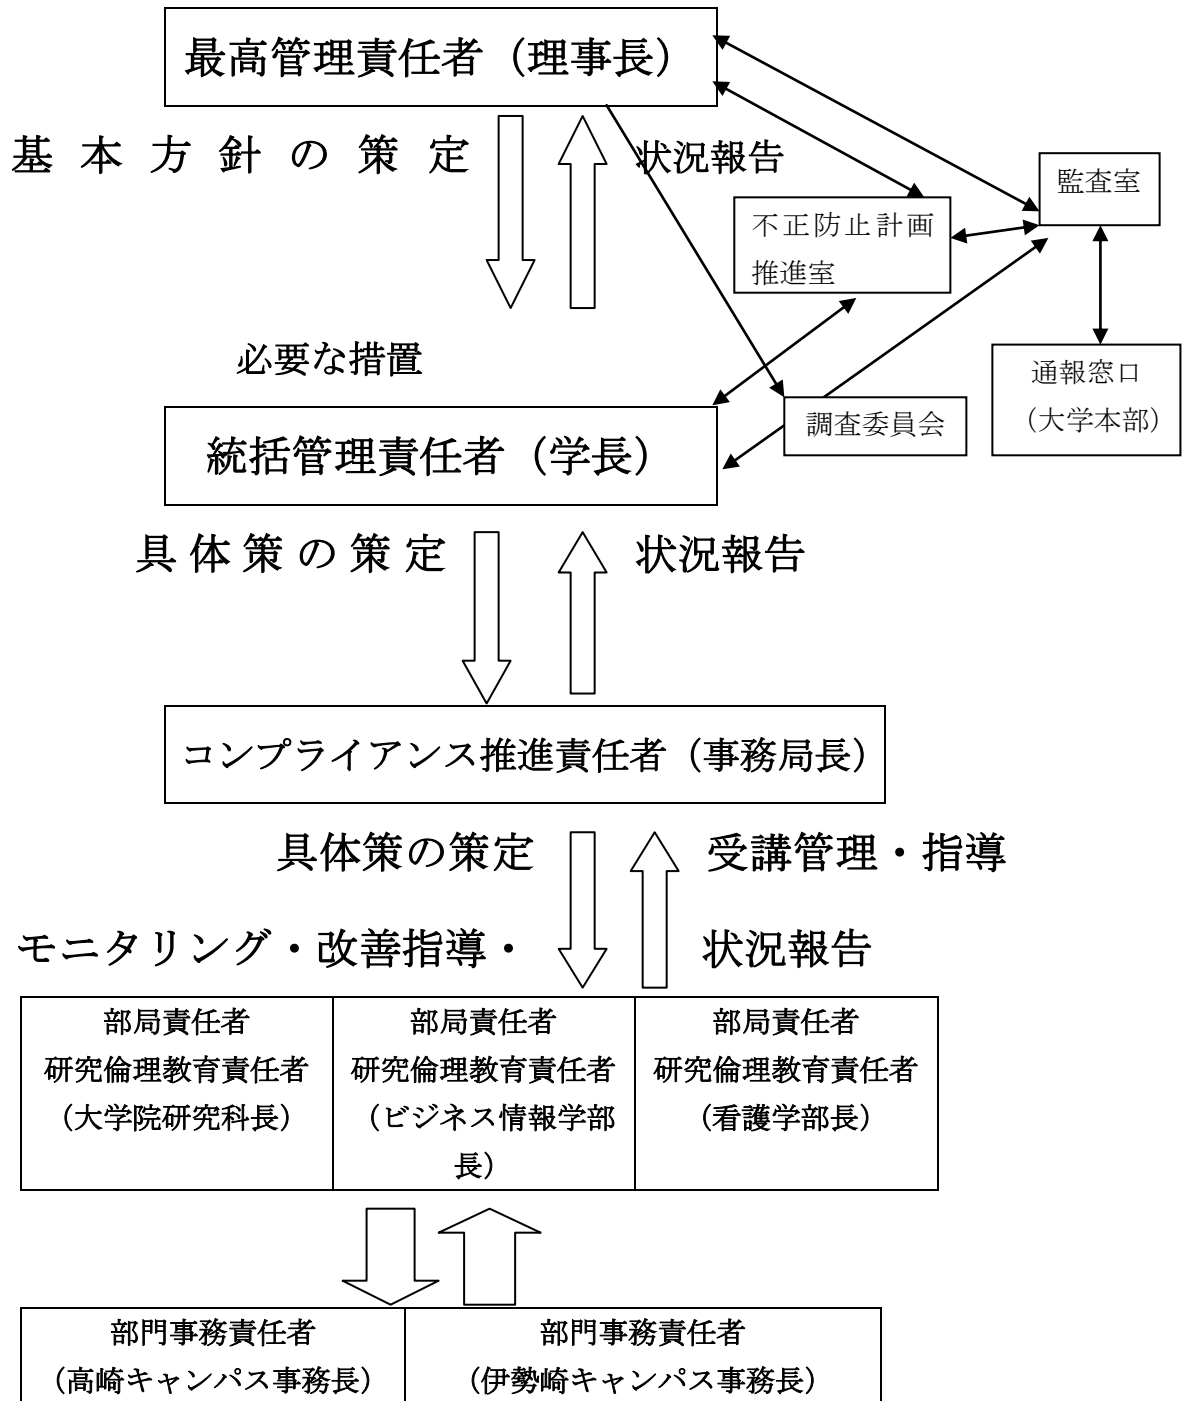 最高管理責任者（理事長）
基本方針の策定
状況報告
監査室
不正防止計画
推進室
必要な措置
通報窓口
（大学本部）
調査委員会
統括管理責任者（学長）
具体策の策定
状況報告
コンプライアンス推進責任者（事務局長）
具体策の策定
受講管理・指導
モニタリング・改善指導・
状況報告
部局責任者
研究倫理教育責任者
（大学院研究科長）
部局責任者
研究倫理教育責任者
（ビジネス情報学部
長）
部局責任者
研究倫理教育責任者
（看護学部長）
部門事務責任者
（高崎キャンパス事務長）
部門事務責任者
（伊勢崎キャンパス事務長）